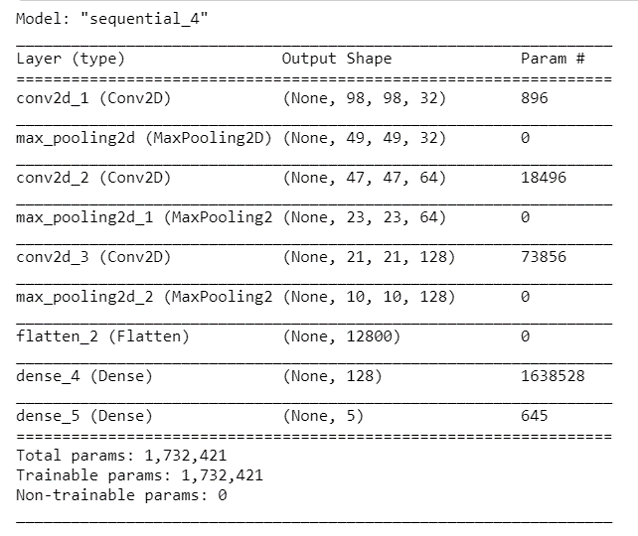 Model: "sequential_4"
Layer (type) Output Shape Param #
conv2d_1 (Conv2D) (None, 98, 98, 32) 896
max_pooling2d (MaxPooling2D) (None, 49, 49, 32) 0
conv2d_2 (Conv2D) (None, 47, 47, 64) 18496
max_pooling2d_1 (MaxPooling2 (None, 23, 23, 64) 0
conv2d_3 (Conv2D) (None, 21, 21, 128) 73856
max_pooling2d_2 (MaxPooling2 (None, 10, 10, 128) 0
flatten_2 (Flatten) (None, 12800) 0
dense_4 (Dense) (None, 128) 1638528
dense_5 (Dense) (None, 5) 645
Total params: 1,732,421
Trainable params: 1,732,421
Non-trainable params: 0